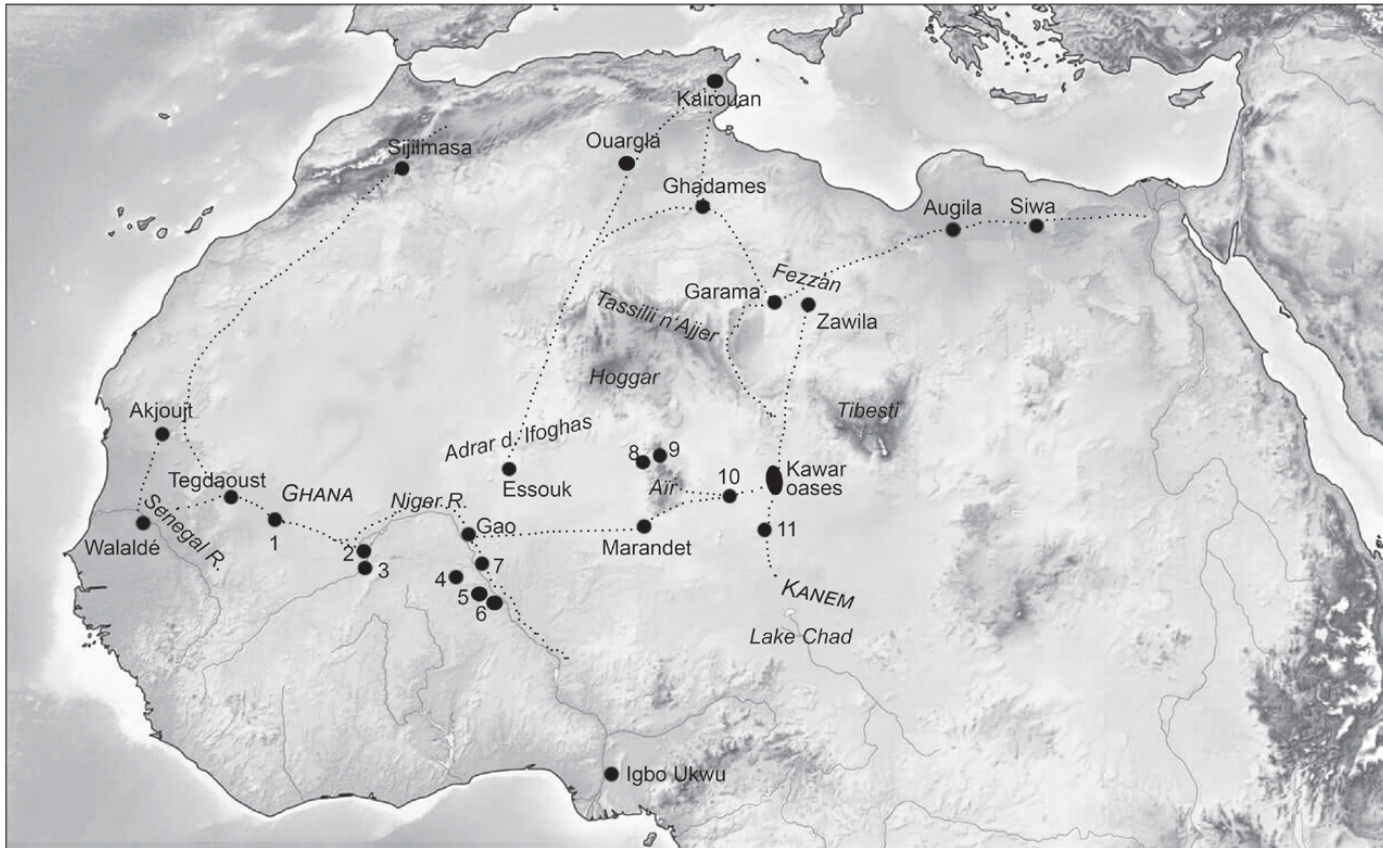 Kairouan
Sijilmasa
Ouargla
Ghadames
Augila
Siwa
Fezzan
Garama
Zawila
Tassilii n'Ajjer
Hoggar
Tibesti
Akjoujt
Adrar d. Ifoghas
8
9
Kawar
oases
10
Essouk
Aïr
Tegdaoust
GHANA
Niger R.
Senegal R.
Walaldé
1
Gao
Marandet
11
2
3
7
4
5
6
KANEM
Lake Chad
Igbo Ukwu